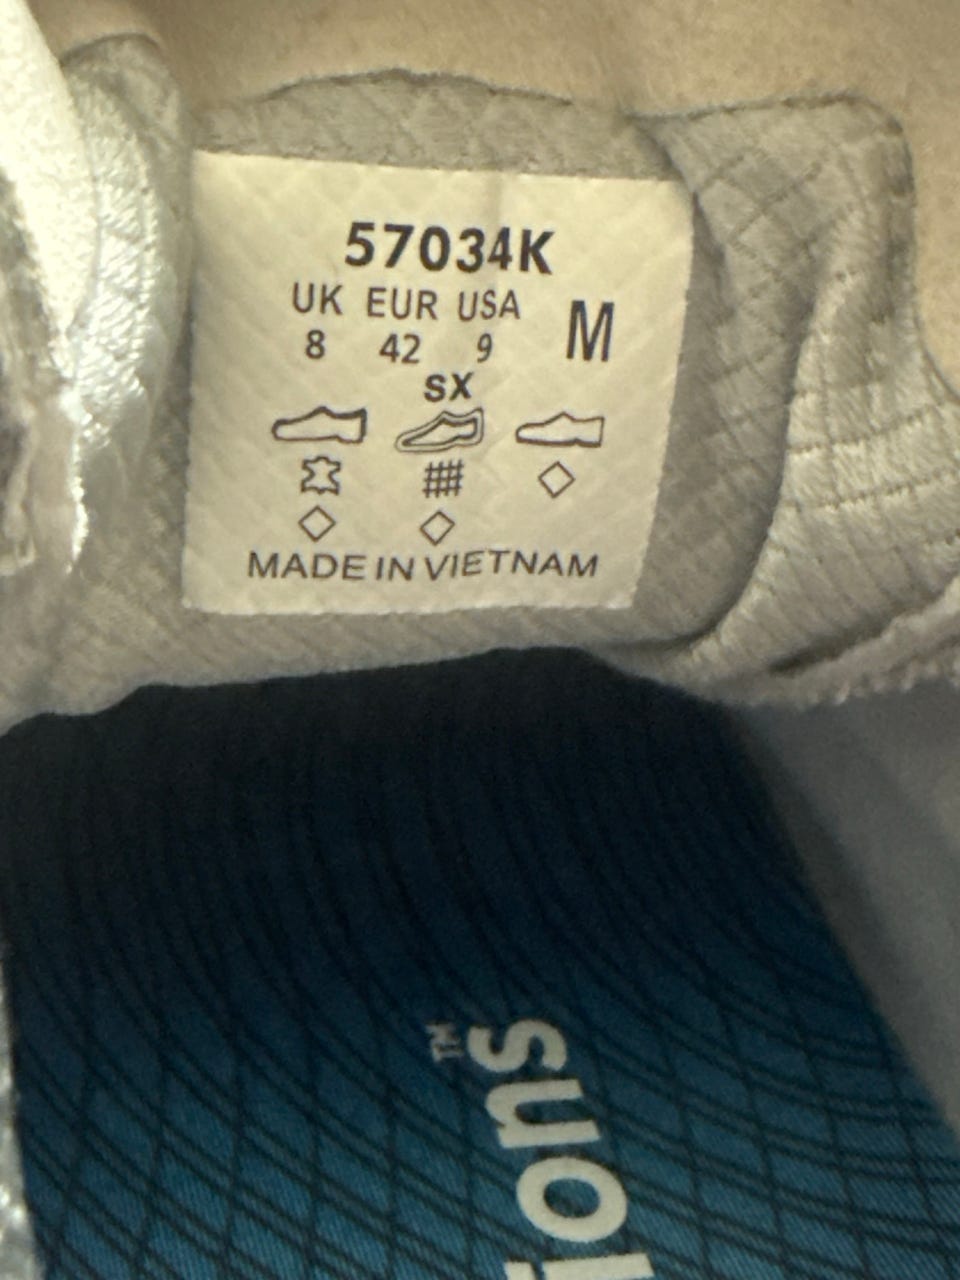 57034K
UK EUR USA M
8 42 9
SX
MADE IN VIETNAM
ions™